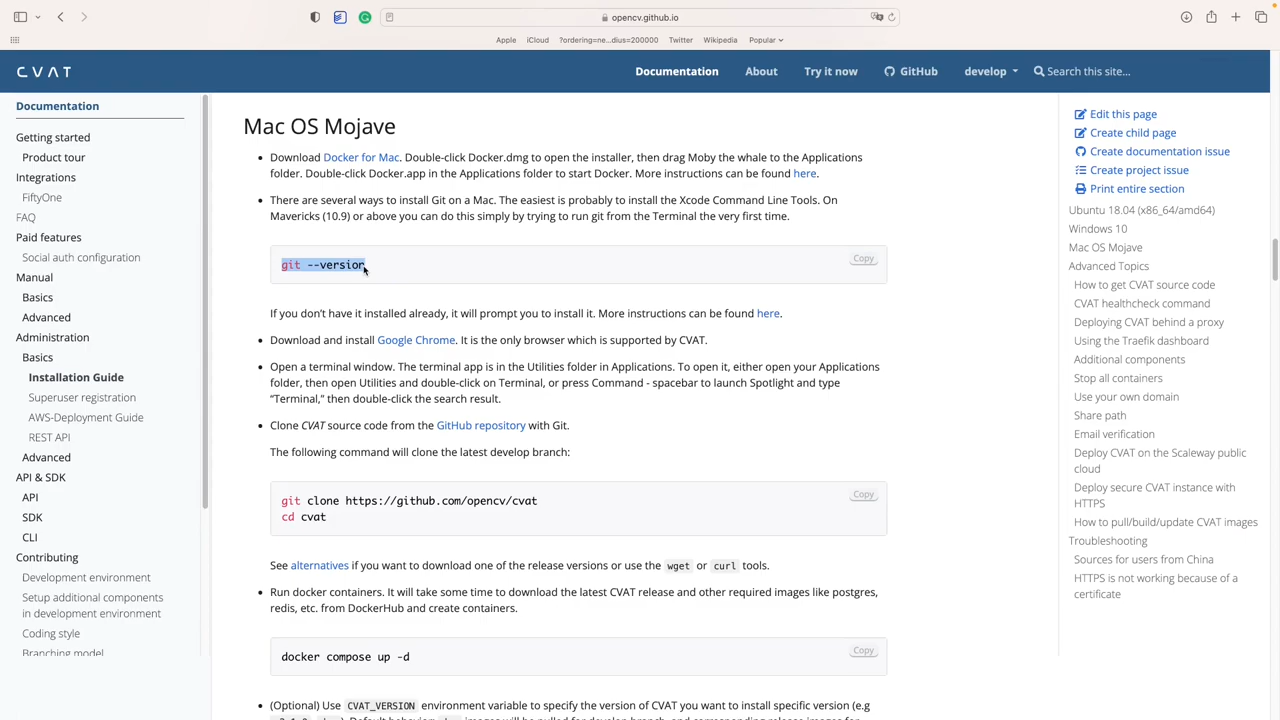 opencv.github.io
Apple iCloud ?ordering=ne...dius=200000 Twitter Wikipedia Popular
CVAT Documentation About Try it now GitHub develop Search this site...
Documentation
Getting started
Product tour
Integrations
FiftyOne
FAQ
Paid features
Social auth configuration
Manual
Basics
Advanced
Administration
Basics
Installation Guide
Superuser registration
AWS-Deployment Guide
REST API
Advanced
API & SDK
API
SDK
CLI
Contributing
Development environment
Setup additional components
in development environment
Coding style
Branching model
Mac OS Mojave
• Download Docker for Mac. Double-click Docker.dmg to open the installer, then drag Moby the whale to the Applications
folder. Double-click Docker.app in the Applications folder to start Docker. More instructions can be found here.
• There are several ways to install Git on a Mac. The easiest is probably to install the Xcode Command Line Tools. On
Mavericks (10.9) or above you can do this simply by trying to run git from the Terminal the very first time.
git --version Copy
If you don't have it installed already, it will prompt you to install it. More instructions can be found here.
• Download and install Google Chrome. It is the only browser which is supported by CVAT.
• Open a terminal window. The terminal app is in the Utilities folder in Applications. To open it, either open your Applications
folder, then open Utilities and double-click on Terminal, or press Command - spacebar to launch Spotlight and type
"Terminal," then double-click the search result.
• Clone CVAT source code from the GitHub repository with Git.
The following command will clone the latest develop branch:
git clone https://github.com/opencv/cvat Copy
cd cvat
See alternatives if you want to download one of the release versions or use the wget or curl tools.
• Run docker containers. It will take some time to download the latest CVAT release and other required images like postgres,
redis, etc. from DockerHub and create containers.
docker compose up -d Copy
• (Optional) Use CVAT_VERSION environment variable to specify the version of CVAT you want to install specific version (e.g
Edit this page
Create child page
Create documentation issue
Create project issue
Print entire section
Ubuntu 18.04 (x86_64/amd64)
Windows 10
Mac OS Mojave
Advanced Topics
How to get CVAT source code
CVAT healthcheck command
Deploying CVAT behind a proxy
Using the Traefik dashboard
Additional components
Stop all containers
Use your own domain
Share path
Email verification
Deploy CVAT on the Scaleway public
cloud
Deploy secure CVAT instance with
HTTPS
How to pull/build/update CVAT images
Troubleshooting
Sources for users from China
HTTPS is not working because of a
certificate